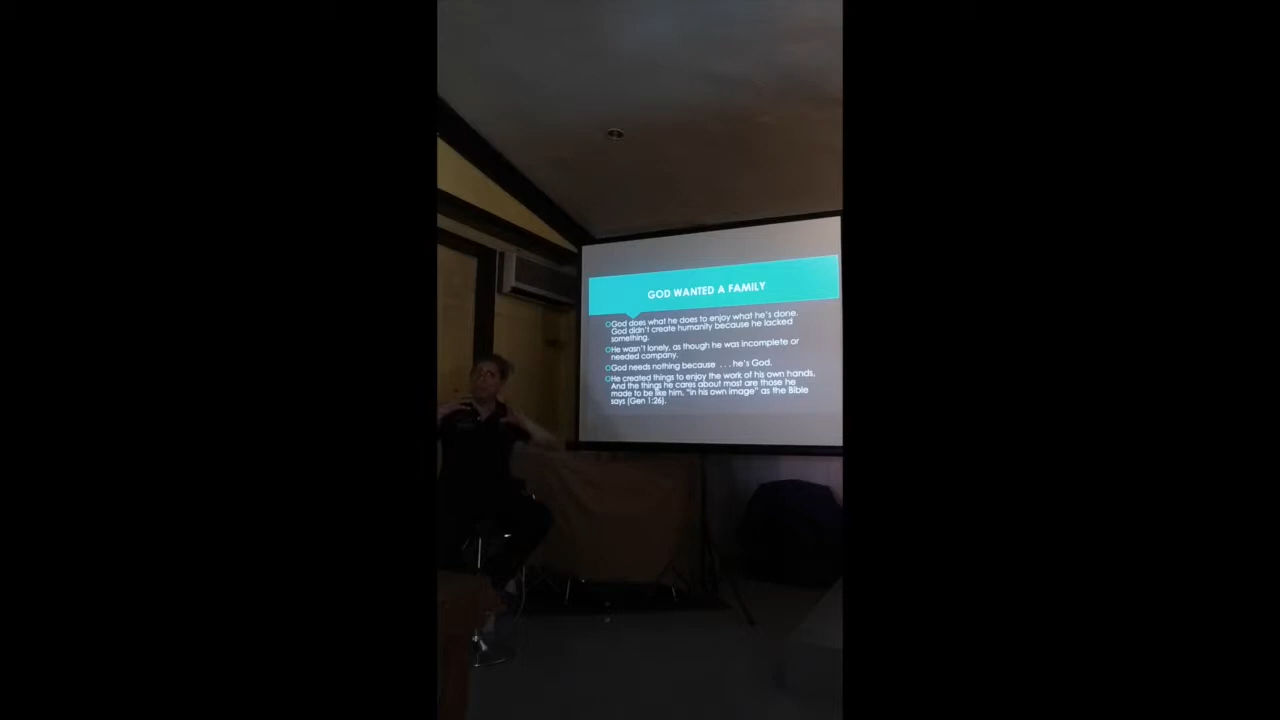 GOD WANTED A FAMILY
God does what he does to enjoy what he's done.
God didn't create humanity because he lacked
something.
He wasn't lonely, as though he was incomplete or
needed company.
God needs nothing because . . . he's God.
He created things to enjoy the work of his own hands.
And the things he cares about most are those he
made to be like him, "in his own image" as the Bible
says (Gen 1:26).